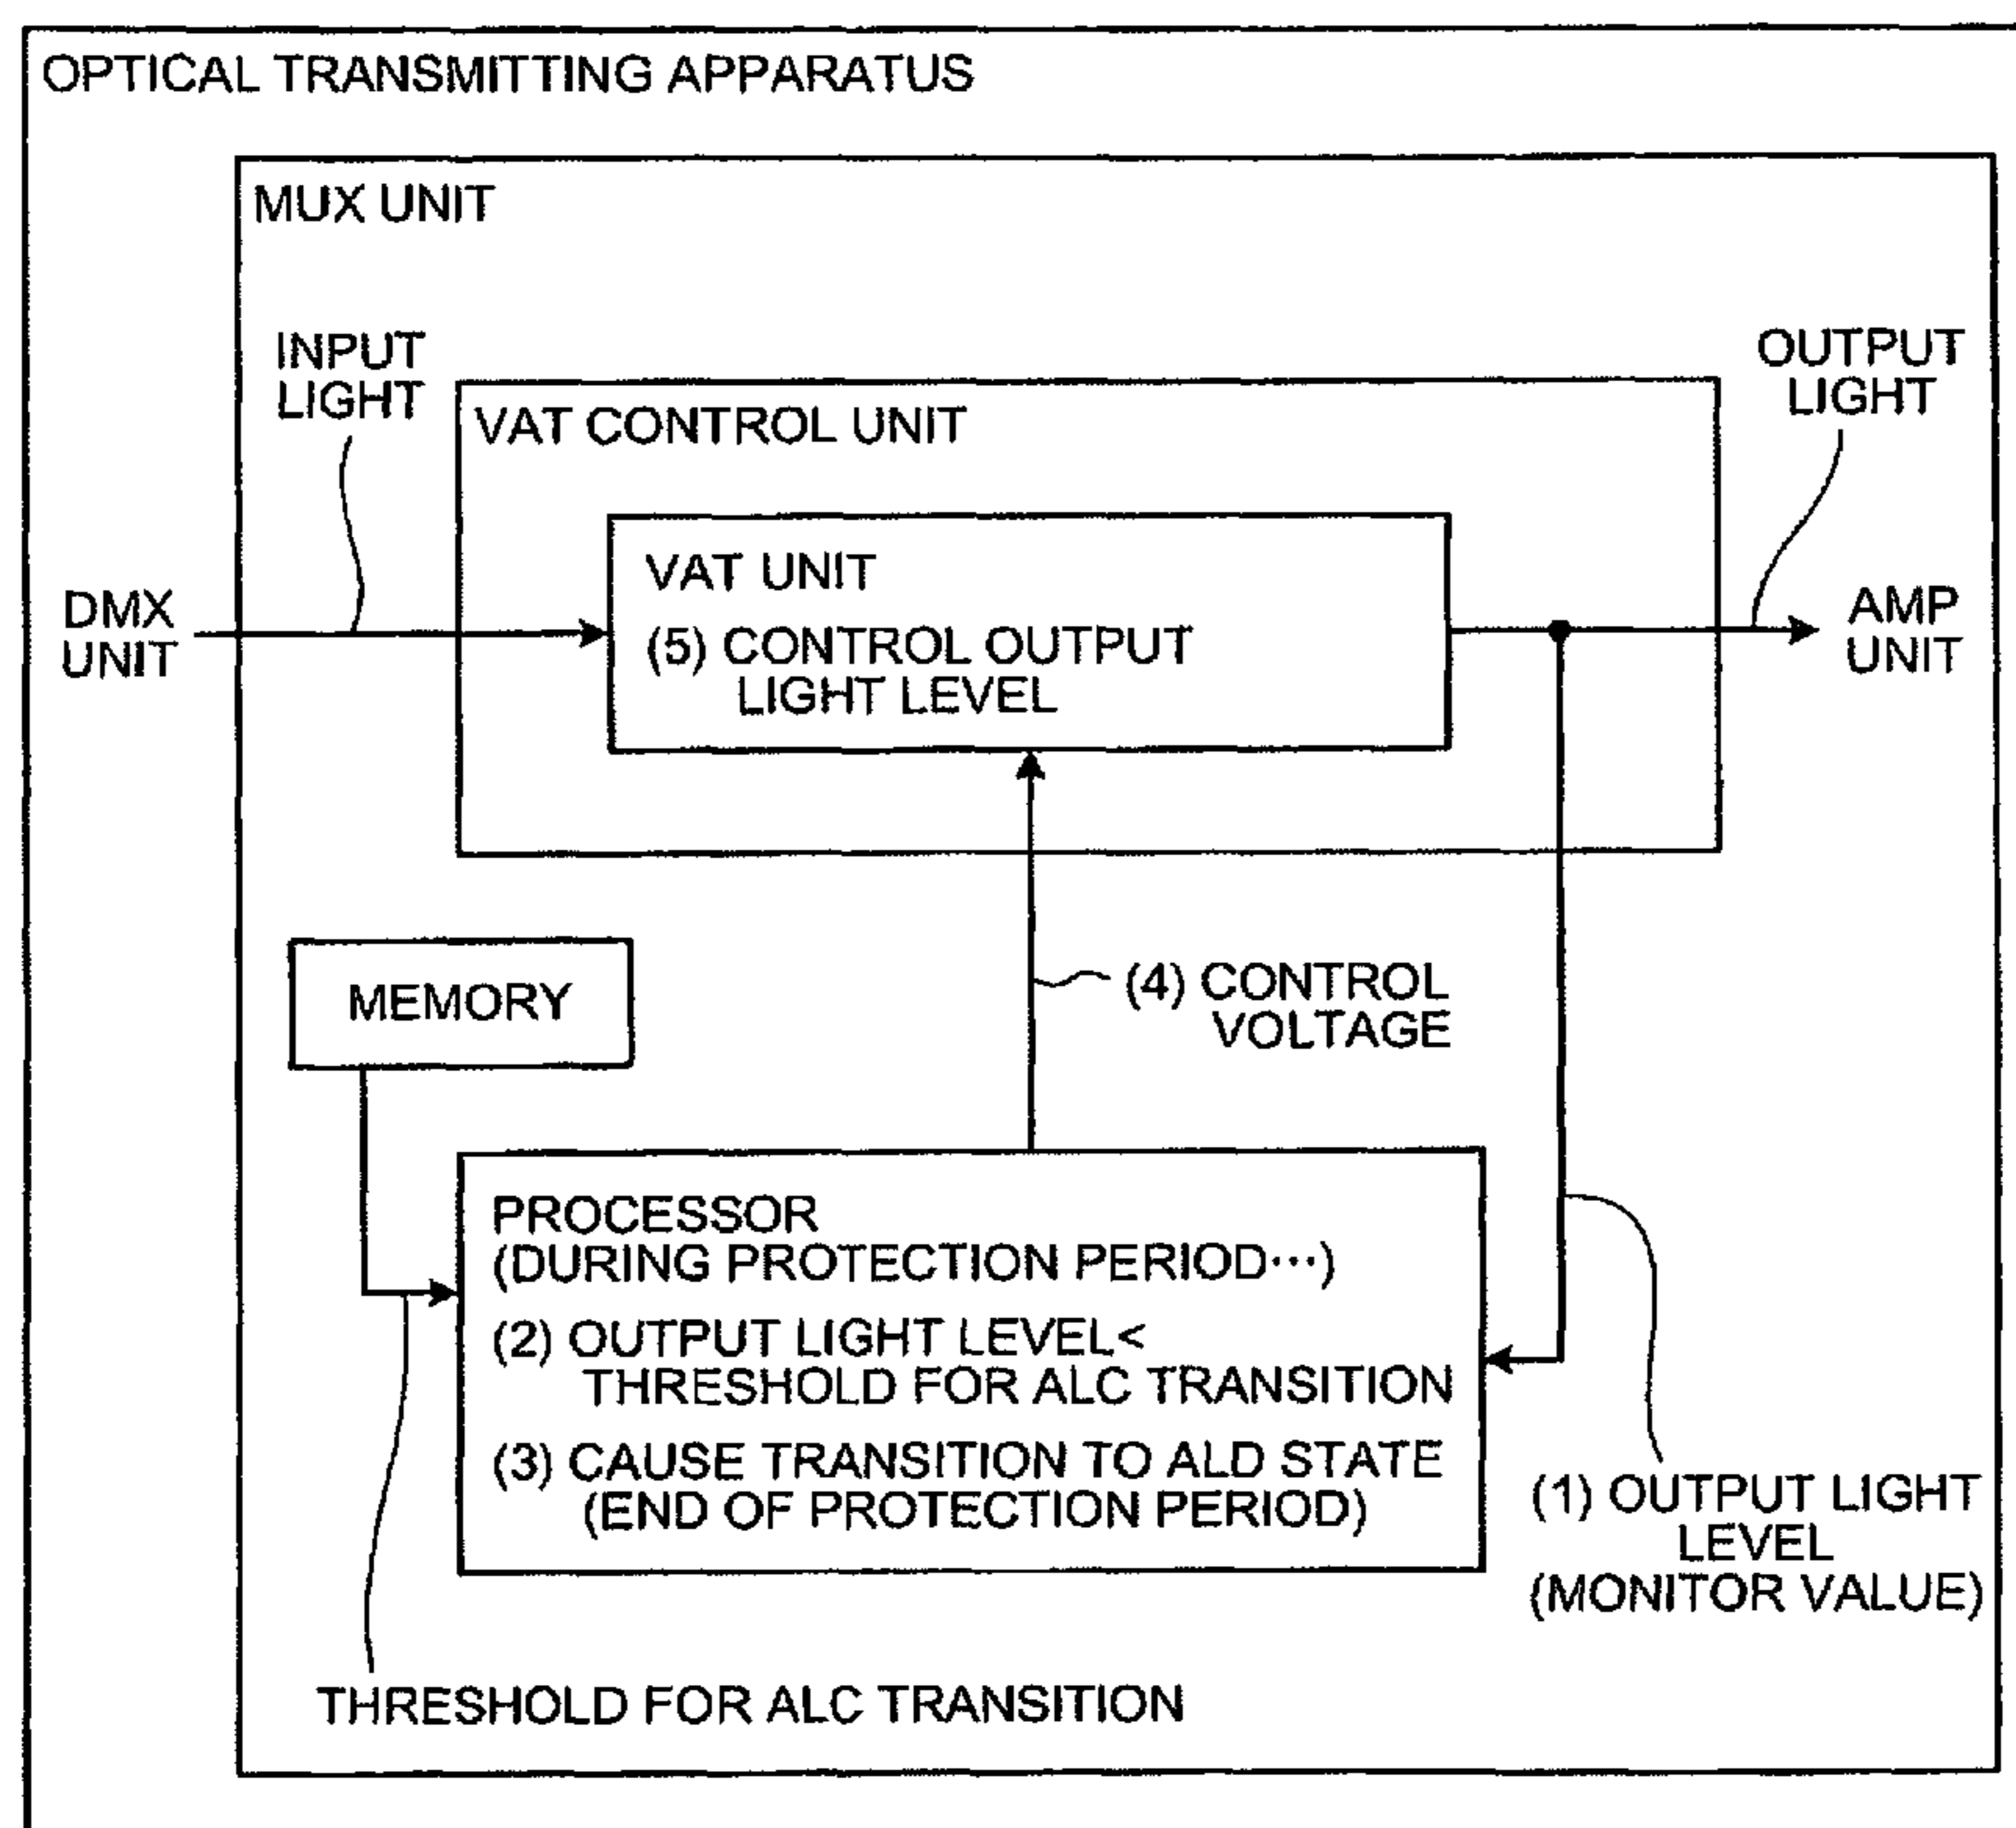 OPTICAL TRANSMITTING APPARATUS
MUX UNIT
INPUT
LIGHT
OUTPUT
LIGHT
VAT CONTROL UNIT
VAT UNIT
(5) CONTROL OUTPUT
LIGHT LEVEL
DMX
UNIT
AMP
UNIT
MEMORY
(4) CONTROL
VOLTAGE
PROCESSOR
(DURING PROTECTION PERIOD···)
(2) OUTPUT LIGHT LEVEL<
THRESHOLD FOR ALC TRANSITION
(3) CAUSE TRANSITION TO ALD STATE
(END OF PROTECTION PERIOD)
(1) OUTPUT LIGHT
LEVEL
(MONITOR VALUE)
THRESHOLD FOR ALC TRANSITION